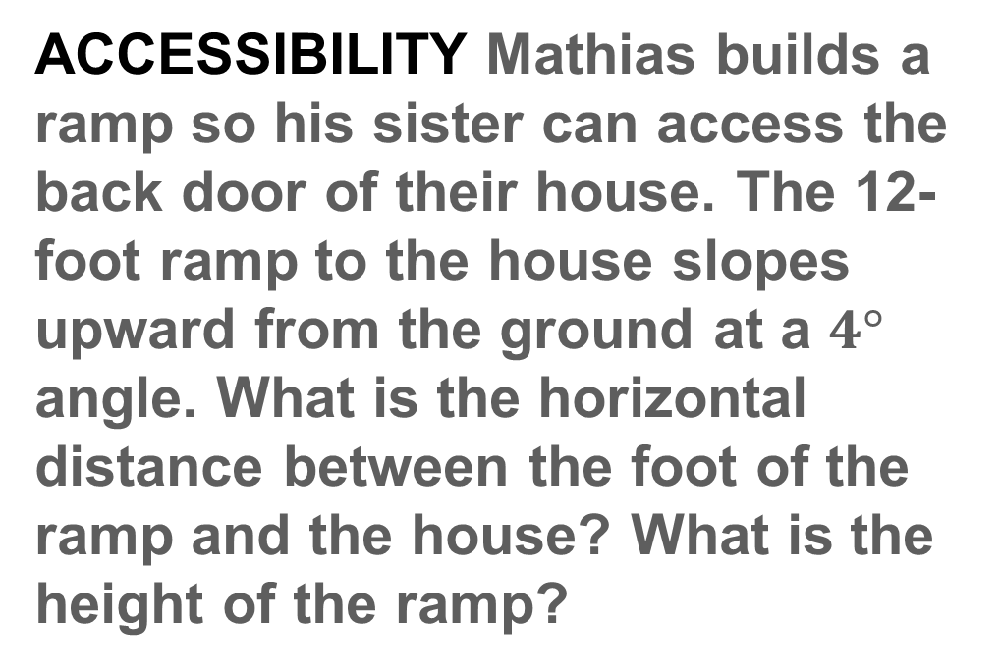 ACCESSIBILITY Mathias builds a
ramp so his sister can access the
back door of their house. The 12-
foot ramp to the house slopes
upward from the ground at a 4°
angle. What is the horizontal
distance between the foot of the
ramp and the house? What is the
height of the ramp?